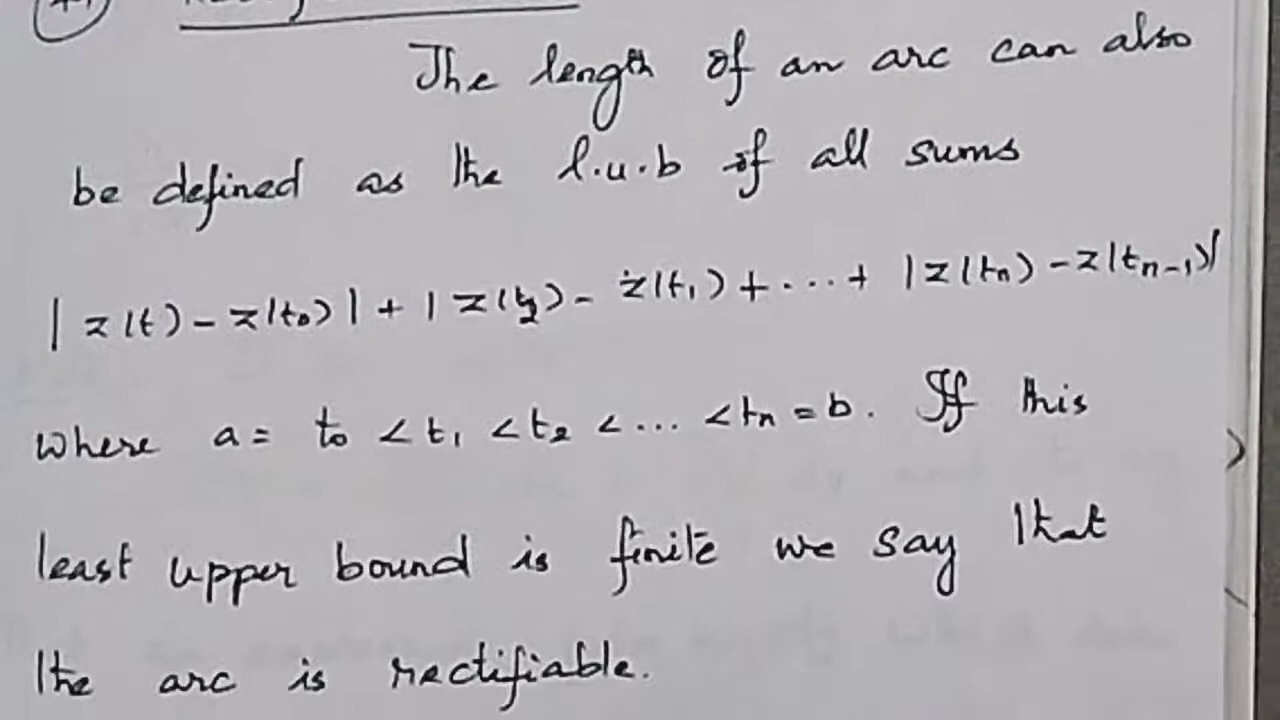 The length of an arc can also
be defined as the l.u.b of all sums
|z(t) - z(t₀)| + |z(t₂) - z(t₁) + ... + |z(tn) - z(tn-1)|
where a = t₀ < t₁ < t₂ < ... < tn = b. If this
least upper bound is finite we say that
the arc is rectifiable.